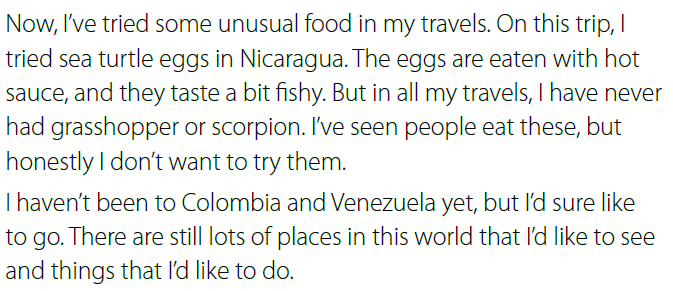 Now, I’ve tried some unusual food in my travels. On this trip, I
tried sea turtle eggs in Nicaragua. The eggs are eaten with hot
sauce, and they taste a bit fishy. But in all my travels, I have never
had grasshopper or scorpion. I’ve seen people eat these, but
honestly I don’t want to try them.
I haven’t been to Colombia and Venezuela yet, but I’d sure like
to go. There are still lots of places in this world that I’d like to see
and things that I’d like to do.